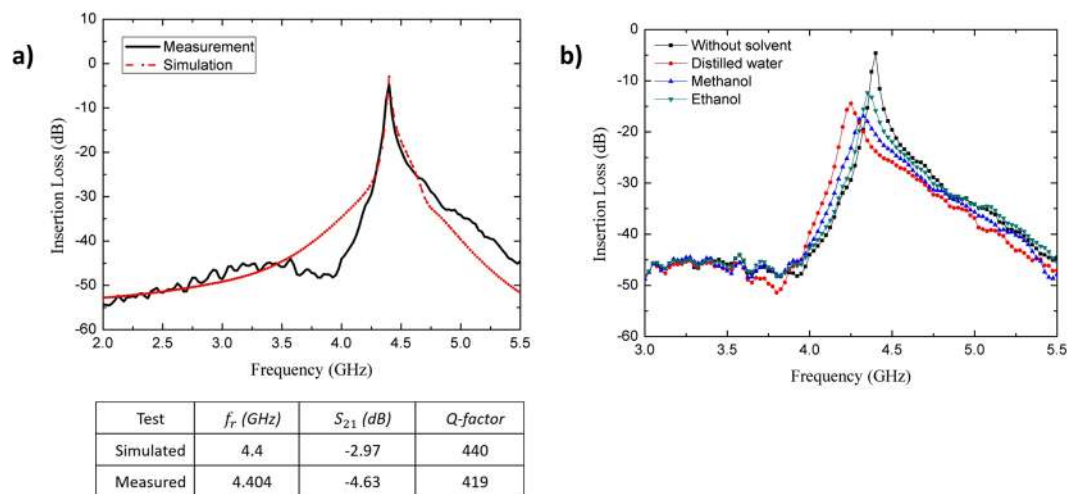 a)
10
0
-10
-20
-30
-40
-50
-60
Insertion Loss (dB)
Measurement
Simulation
2.0 2.5 3.0 3.5 4.0 4.5 5.0 5.5
Frequency (GHz)
Test f_r (GHz) S_21 (dB) Q-factor
Simulated 4.4 -2.97 440
Measured 4.404 -4.63 419
b)
0
-10
-20
-30
-40
-50
-60
Insertion Loss (dB)
Without solvent
Distilled water
Methanol
Ethanol
3.0 3.5 4.0 4.5 5.0 5.5
Frequency (GHz)